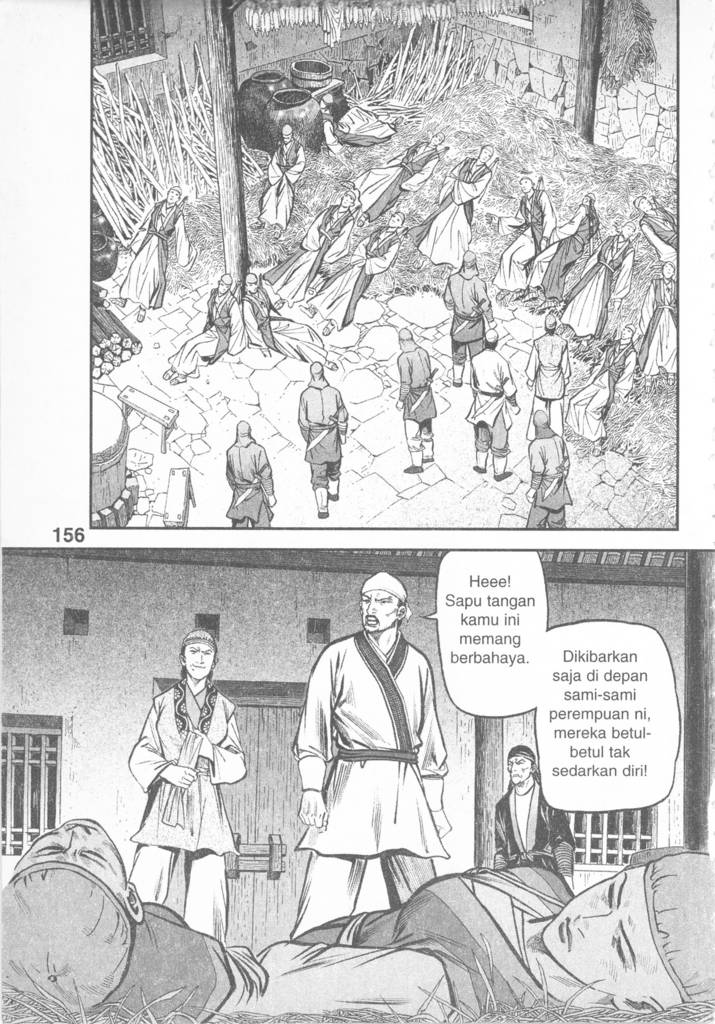 156
Heee!
Sapu tangan
kamu ini
memang
berbahaya.
Dikibarkan
saja di depan
sami-sami
perempuan ni,
mereka betul-
betul tak
sedarkan diri!